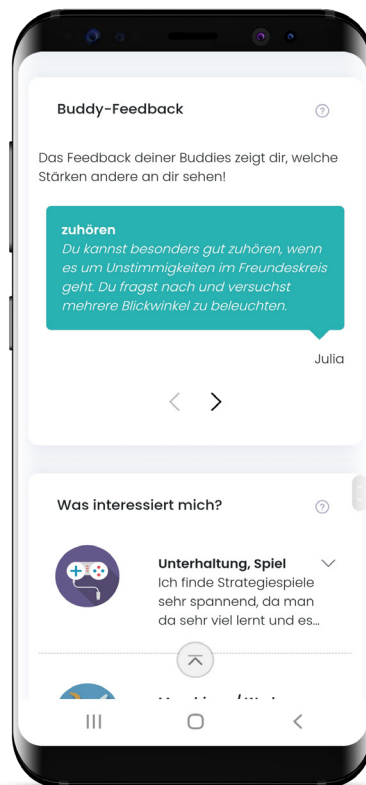 Buddy-Feedback
Das Feedback deiner Buddies zeigt dir, welche
Stärken andere an dir sehen!
zuhören
Du kannst besonders gut zuhören, wenn
es um Unstimmigkeiten im Freundeskreis
geht. Du fragst nach und versuchst
mehrere Blickwinkel zu beleuchten.
Julia
Was interessiert mich?
Unterhaltung, Spiel
Ich finde Strategiespiele
sehr spannend, da man
da sehr viel lernt und es...